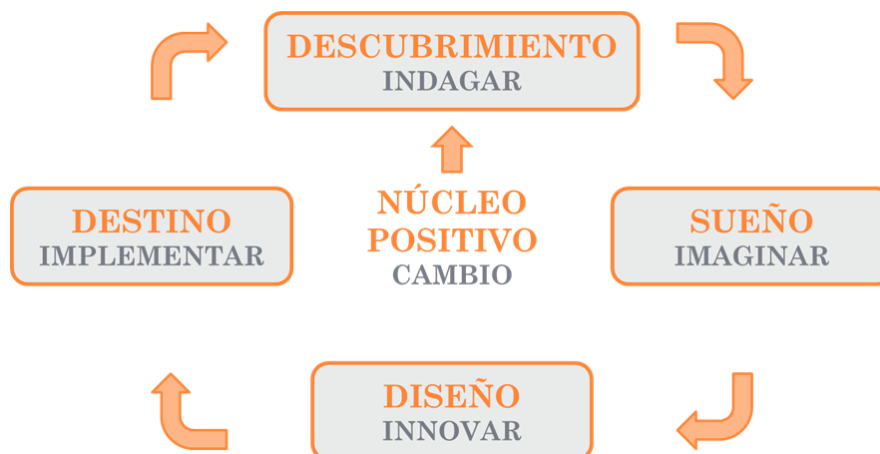 DESCUBRIMIENTO
INDAGAR
NÚCLEO
POSITIVO
CAMBIO
DESTINO
IMPLEMENTAR
SUEÑO
IMAGINAR
DISEÑO
INNOVAR